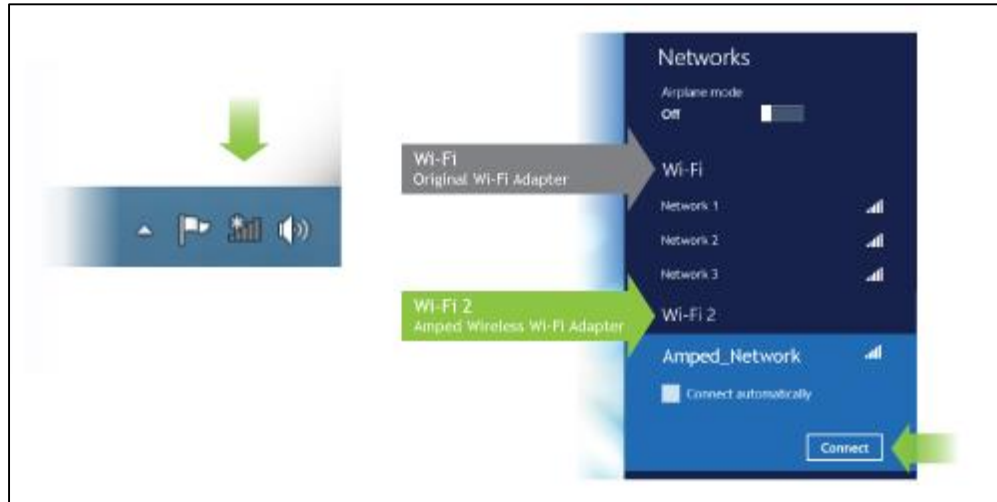 Networks
Airplane mode
Off
Wi-Fi
Original Wi-Fi Adapter
Wi-Fi
Network 1
Network 2
Network 3
Wi-Fi 2
Amped Wireless Wi-Fi Adapter
Wi-Fi 2
Amped_Network
Connect automatically
Connect